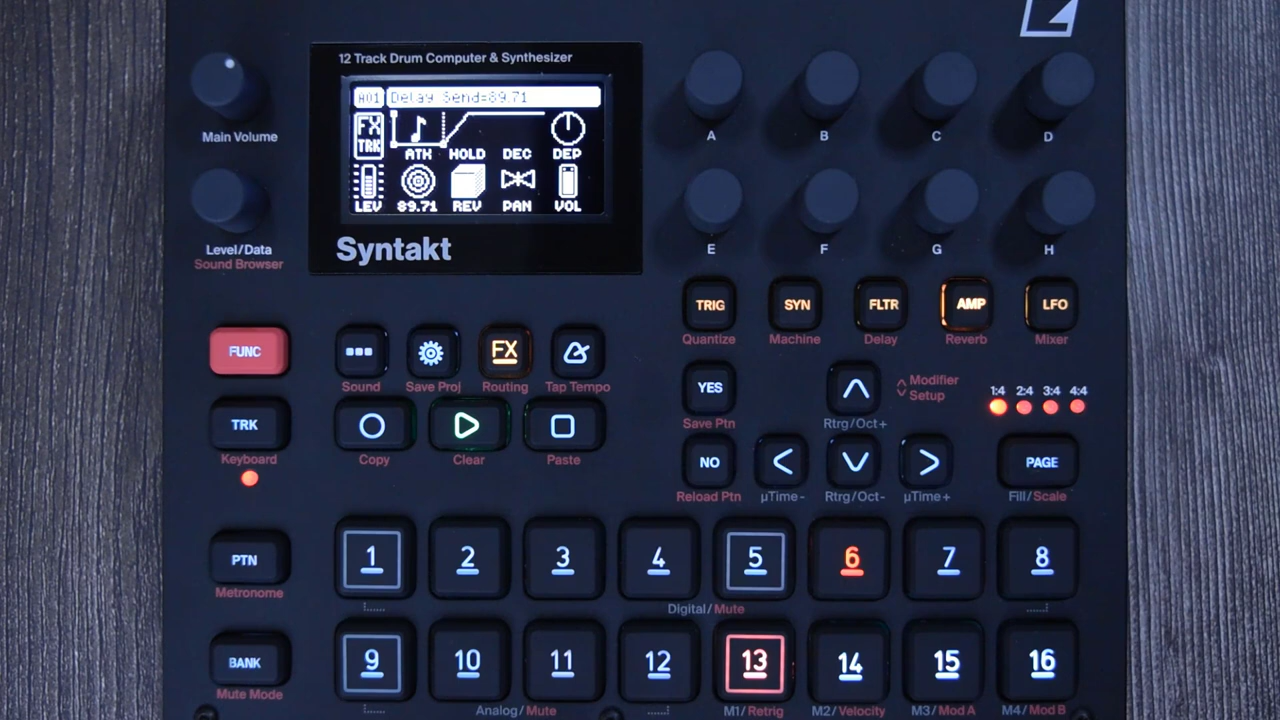 12 Track Drum Computer & Synthesizer
A01 Delay Send=89.71
FX
TRK
ATK HOLD DEC DEP
LEV 89.71 REV PAN VOL
Syntakt
Main Volume
Level/Data
Sound Browser
A B C D
E F G H
TRIG SYN FLTR AMP LFO
Quantize Machine Delay Reverb Mixer
FUNC
FX
Sound Save Proj Routing Tap Tempo
YES
Save Ptn
Rtrg/Oct+
Modifier
Setup
1:4 2:4 3:4 4:4
TRK
Keyboard
Copy Clear Paste
NO
PAGE
Reload Ptn µTime- Rtrg/Oct- µTime+ Fill/Scale
PTN
Metronome
1 2 3 4 5 6 7 8
Digital/Mute
BANK
Mute Mode
9 10 11 12 13 14 15 16
Analog/Mute M1/Retrig M2/Velocity M3/Mod A M4/Mod B